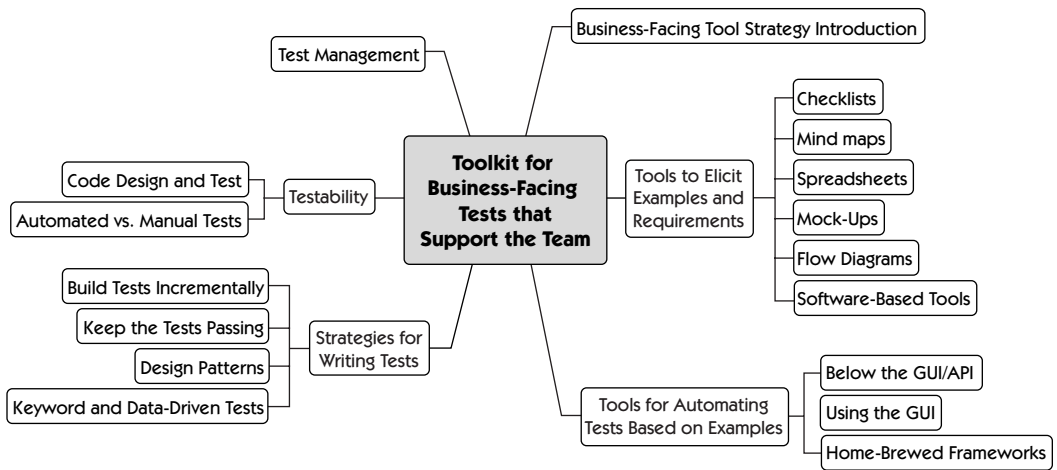 Business-Facing Tool Strategy Introduction
Test Management
Toolkit for
Business-Facing
Tests that
Support the Team
Tools to Elicit
Examples and
Requirements
Checklists
Mind maps
Spreadsheets
Mock-Ups
Flow Diagrams
Software-Based Tools
Testability
Code Design and Test
Automated vs. Manual Tests
Strategies for
Writing Tests
Build Tests Incrementally
Keep the Tests Passing
Design Patterns
Keyword and Data-Driven Tests
Tools for Automating
Tests Based on Examples
Below the GUI/API
Using the GUI
Home-Brewed Frameworks